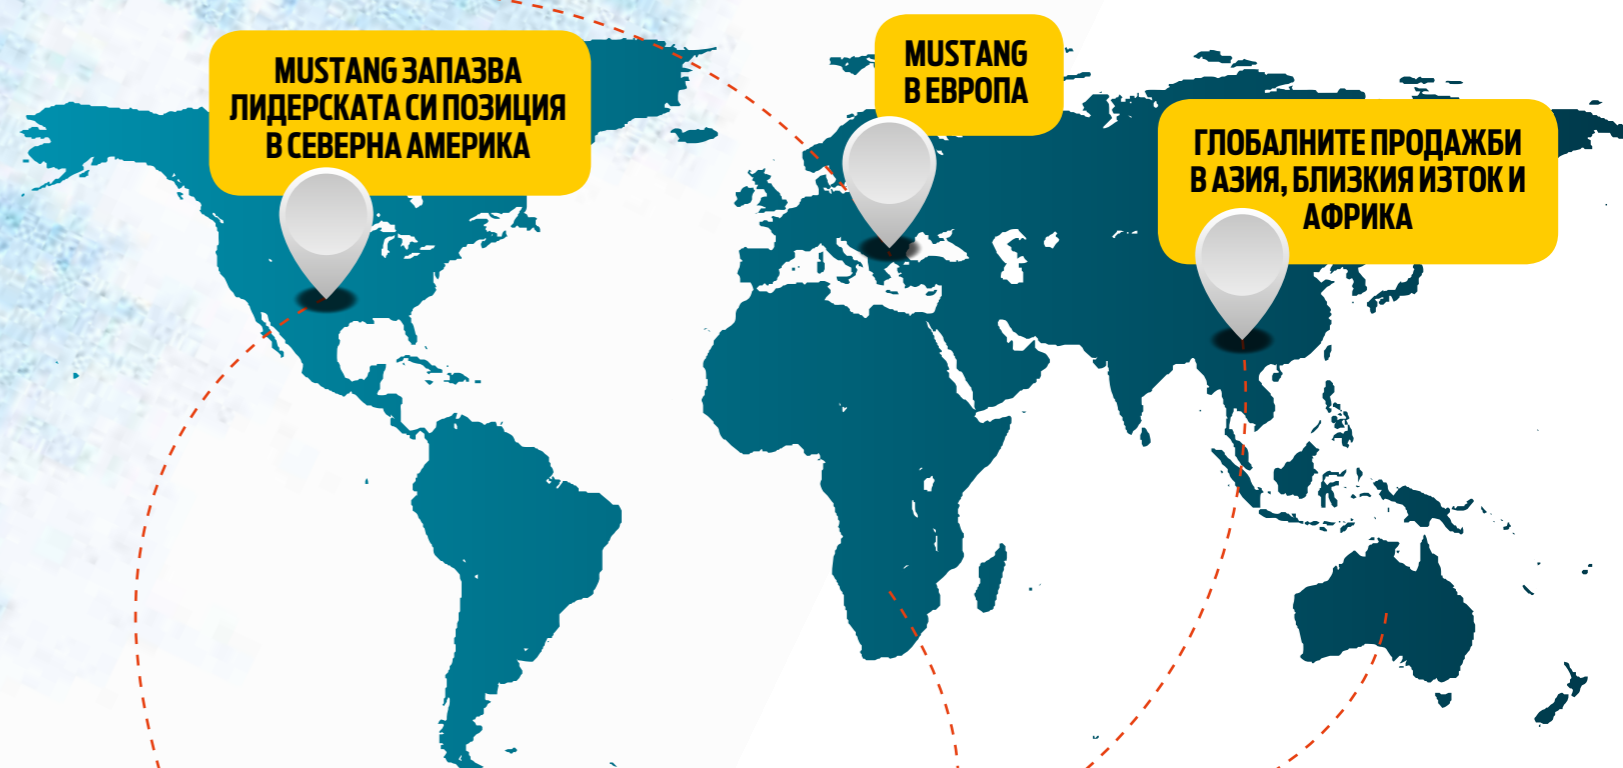 MUSTANG ЗАПАЗВА
ЛИДЕРСКАТА СИ ПОЗИЦИЯ
В СЕВЕРНА АМЕРИКА
MUSTANG
В ЕВРОПА
ГЛОБАЛНИТЕ ПРОДАЖБИ
В АЗИЯ, БЛИЗКИЯ ИЗТОК И
АФРИКА